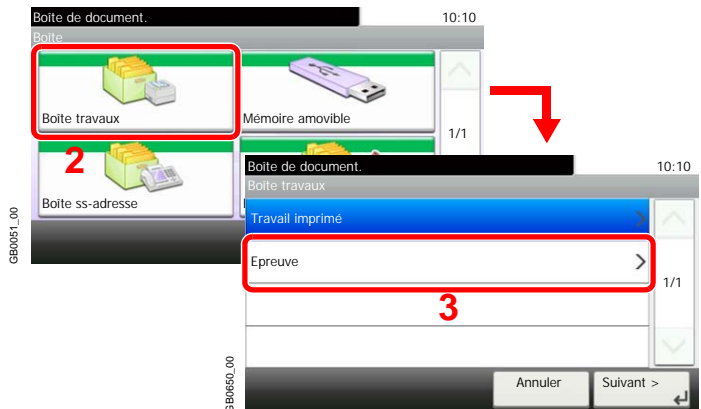 Boîte de document. 10:10
Boîte
Boîte travaux Mémoire amovible
1/1
2
Boîte ss-adresse
GB0051_00
Boîte de document. 10:10
Boîte travaux
Travail imprimé
Epreuve
1/1
3
Annuler Suivant >
GB0650_00